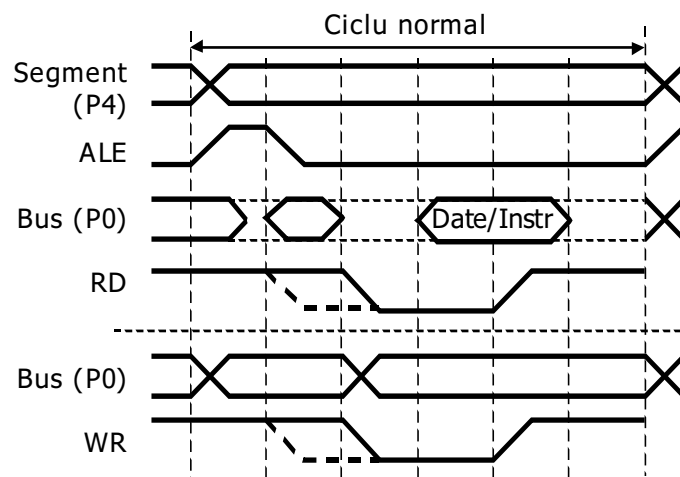 Ciclu normal
Segment
(P4)
ALE
Bus (P0)
Date/Instr
RD
Bus (P0)
WR